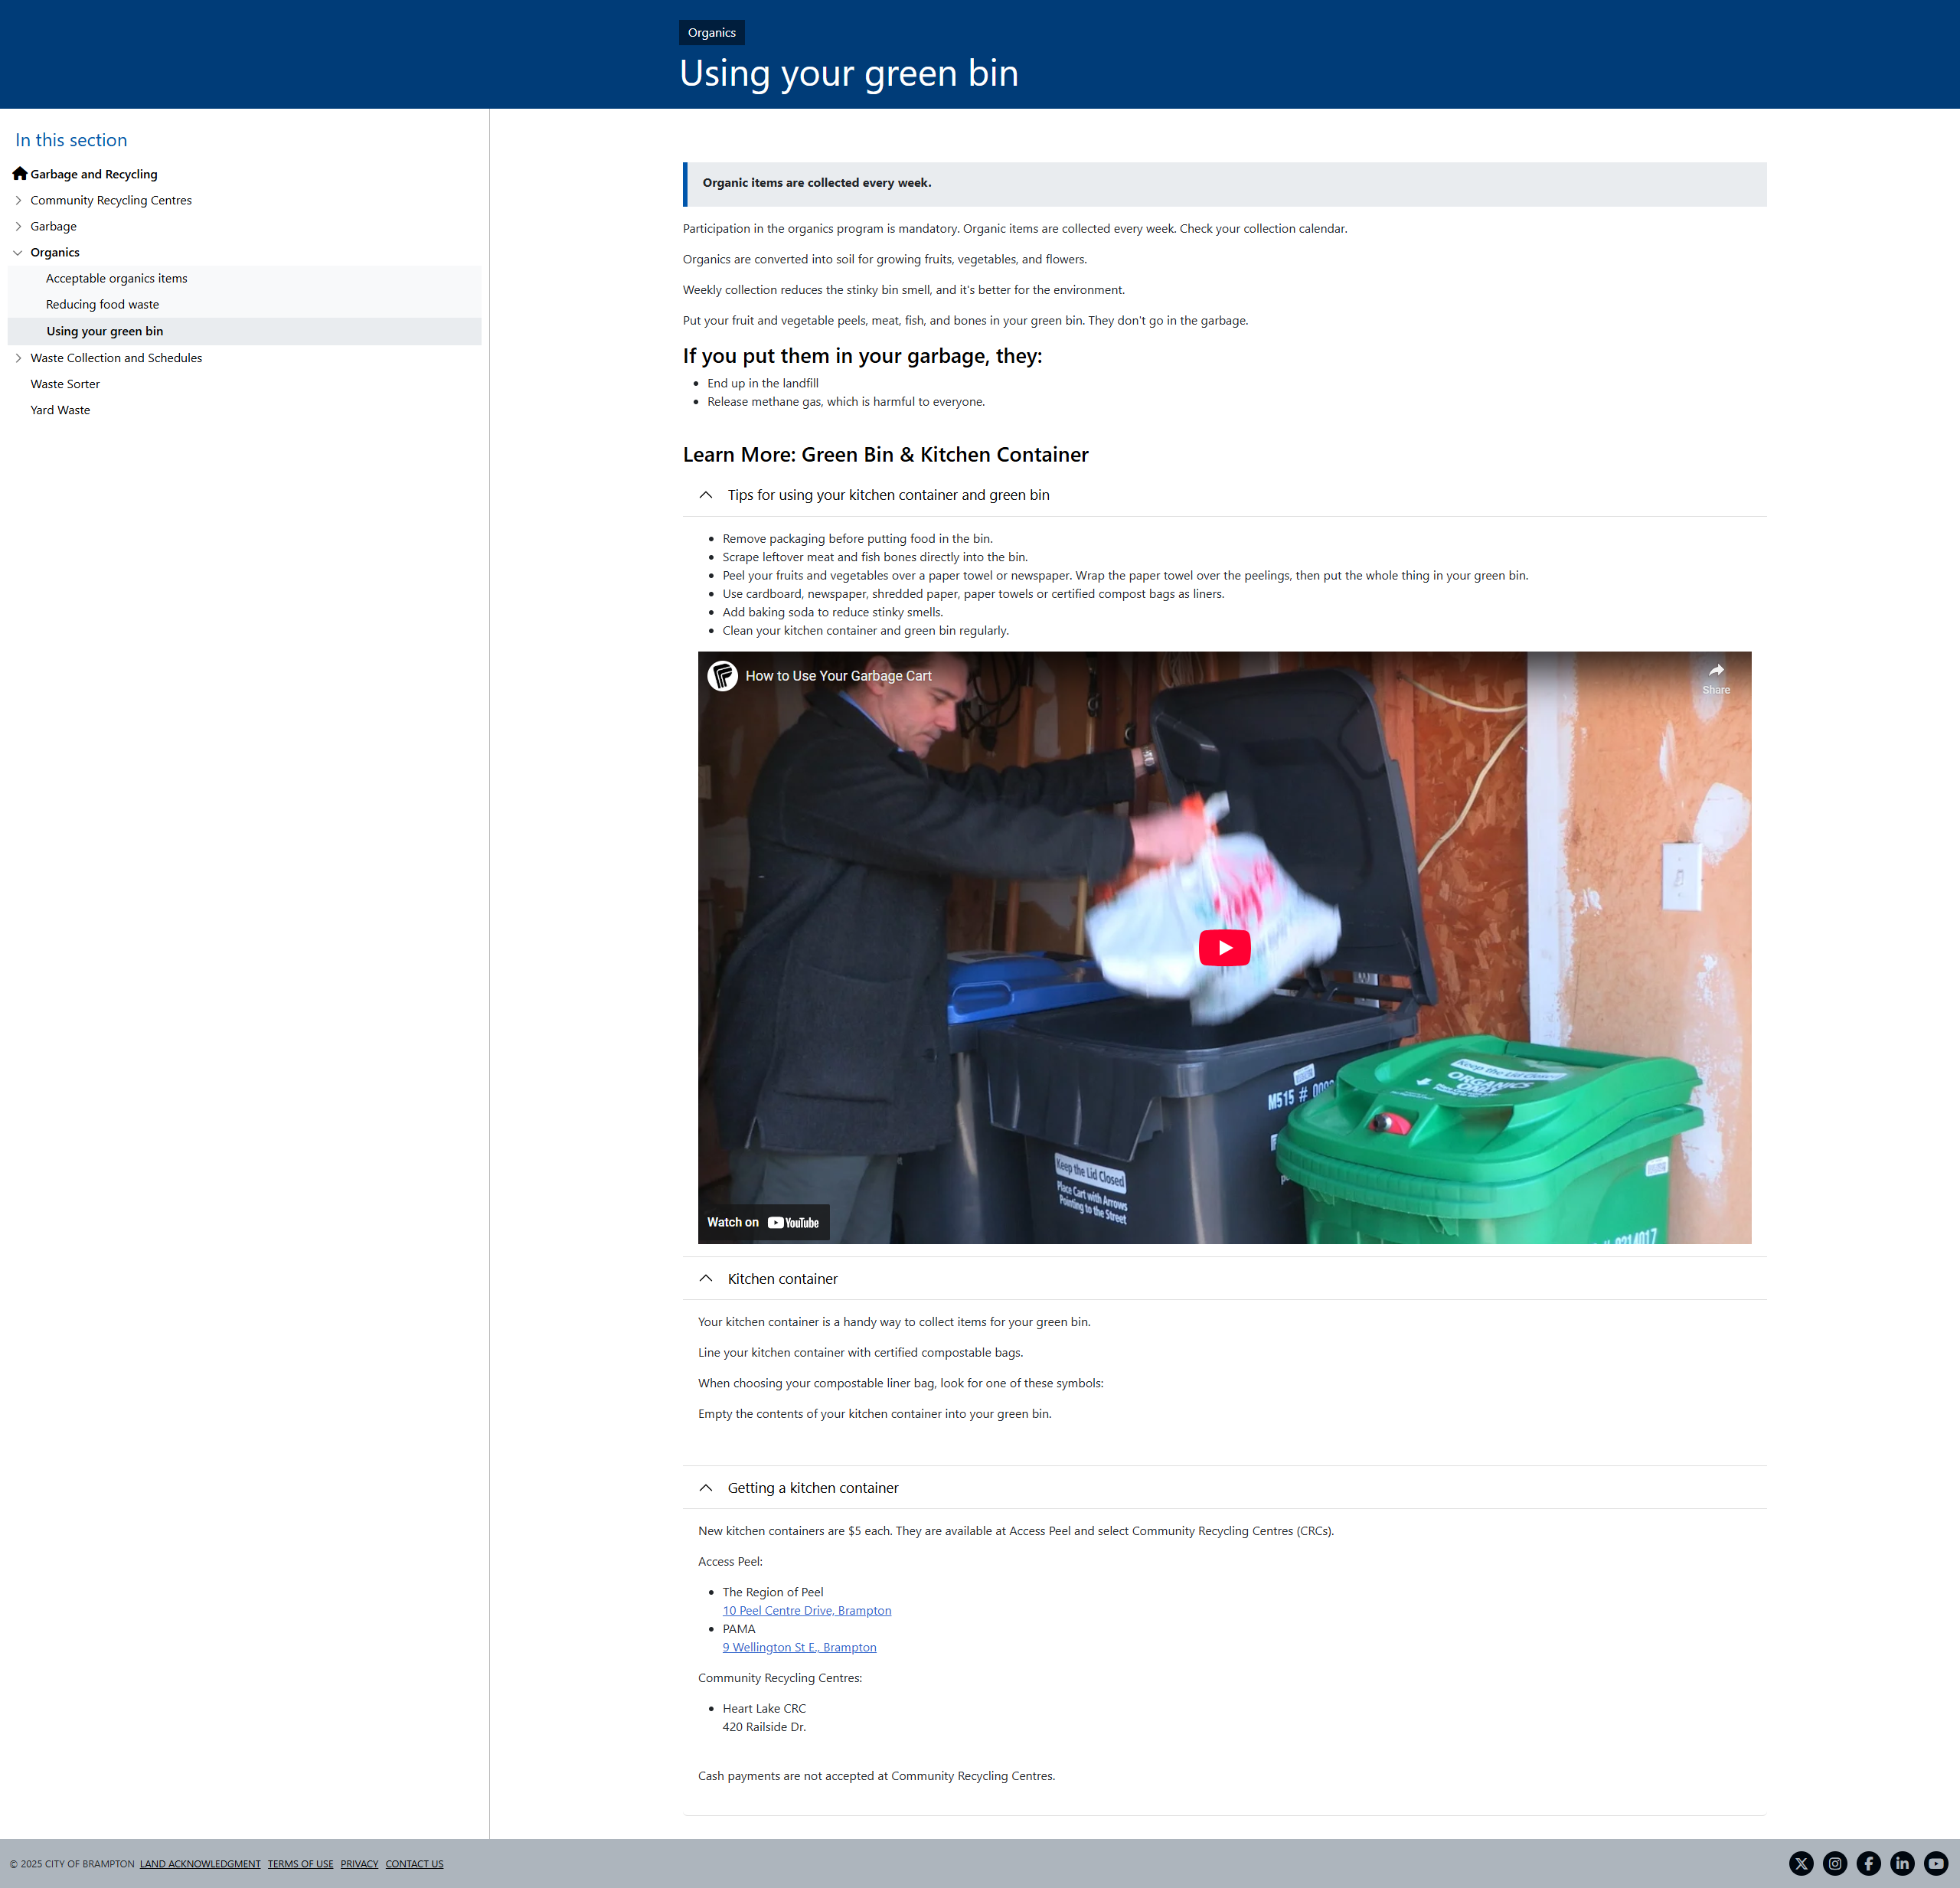 Organics
Using your green bin
In this section
Garbage and Recycling
Community Recycling Centres
Garbage
Organics
Acceptable organics items
Reducing food waste
Using your green bin
Waste Collection and Schedules
Waste Sorter
Yard Waste
Organic items are collected every week.
Participation in the organics program is mandatory. Organic items are collected every week. Check your collection calendar.
Organics are converted into soil for growing fruits, vegetables, and flowers.
Weekly collection reduces the stinky bin smell, and it's better for the environment.
Put your fruit and vegetable peels, meat, fish, and bones in your green bin. They don't go in the garbage.
If you put them in your garbage, they:
End up in the landfill
Release methane gas, which is harmful to everyone.
Learn More: Green Bin & Kitchen Container
Tips for using your kitchen container and green bin
Remove packaging before putting food in the bin.
Scrape leftover meat and fish bones directly into the bin.
Peel your fruits and vegetables over a paper towel or newspaper. Wrap the paper towel over the peelings, then put the whole thing in your green bin.
Use cardboard, newspaper, shredded paper, paper towels or certified compost bags as liners.
Add baking soda to reduce stinky smells.
Clean your kitchen container and green bin regularly.
How to Use Your Garbage Cart
Share
Keep the Lid Closed
ORGANICS
ONLY
M515 #
Keep the Lid Closed
Place Cart with Arrows
Pointing to the Street
Watch on YouTube
Kitchen container
Your kitchen container is a handy way to collect items for your green bin.
Line your kitchen container with certified compostable bags.
When choosing your compostable liner bag, look for one of these symbols:
Empty the contents of your kitchen container into your green bin.
Getting a kitchen container
New kitchen containers are $5 each. They are available at Access Peel and select Community Recycling Centres (CRCs).
Access Peel:
The Region of Peel
10 Peel Centre Drive, Brampton
PAMA
9 Wellington St E., Brampton
Community Recycling Centres:
Heart Lake CRC
420 Railside Dr.
Cash payments are not accepted at Community Recycling Centres.
© 2025 CITY OF BRAMPTON LAND ACKNOWLEDGMENT TERMS OF USE PRIVACY CONTACT US